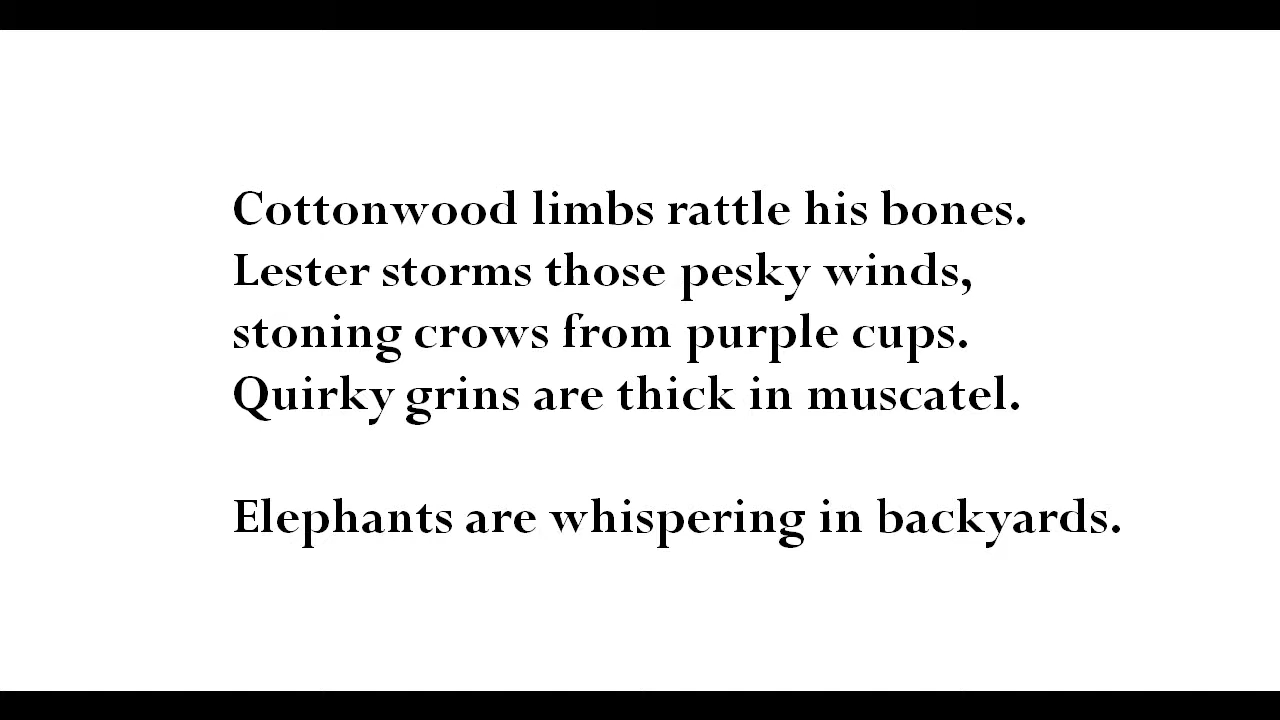 Cottonwood limbs rattle his bones.
Lester storms those pesky winds,
stoning crows from purple cups.
Quirky grins are thick in muscatel.
Elephants are whispering in backyards.